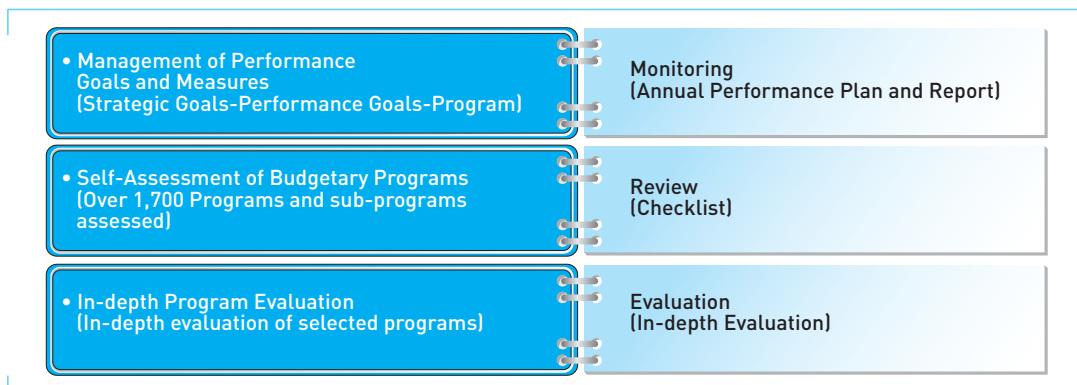 • Management of Performance
Goals and Measures
(Strategic Goals-Performance Goals-Program)
Monitoring
(Annual Performance Plan and Report)
• Self-Assessment of Budgetary Programs
(Over 1,700 Programs and sub-programs
assessed)
Review
(Checklist)
• In-depth Program Evaluation
(In-depth evaluation of selected programs)
Evaluation
(In-depth Evaluation)